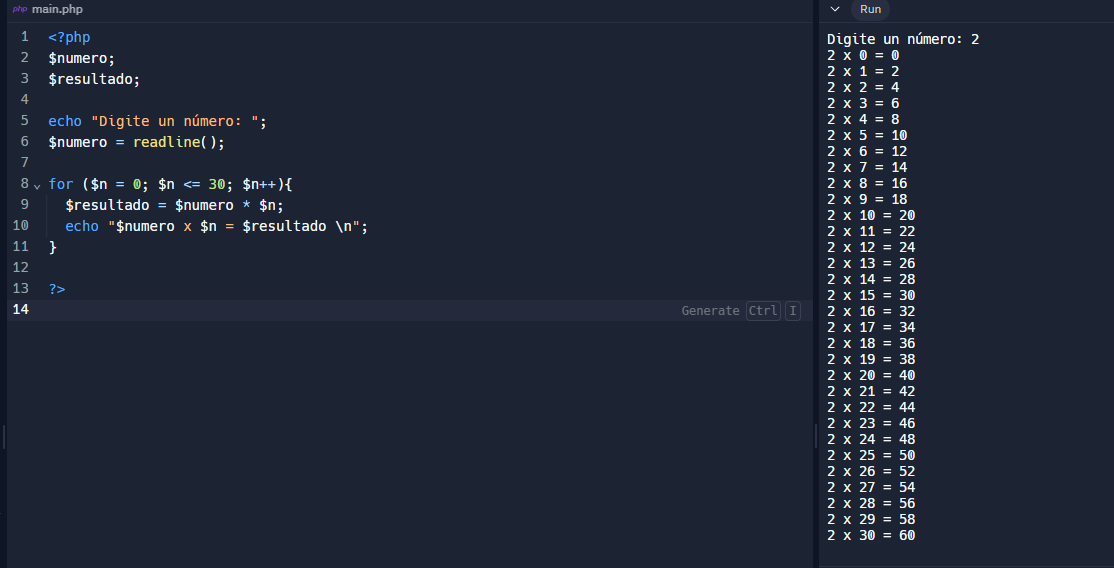 php main.php
1 <?php
2 $numero;
3 $resultado;
4
5 echo "Digite un número: ";
6 $numero = readline();
7
8 for ($n = 0; $n <= 30; $n++){
9 $resultado = $numero * $n;
10 echo "$numero x $n = $resultado \n";
11 }
12
13 ?>
14 Generate Ctrl I
Run
Digite un número: 2
2 x 0 = 0
2 x 1 = 2
2 x 2 = 4
2 x 3 = 6
2 x 4 = 8
2 x 5 = 10
2 x 6 = 12
2 x 7 = 14
2 x 8 = 16
2 x 9 = 18
2 x 10 = 20
2 x 11 = 22
2 x 12 = 24
2 x 13 = 26
2 x 14 = 28
2 x 15 = 30
2 x 16 = 32
2 x 17 = 34
2 x 18 = 36
2 x 19 = 38
2 x 20 = 40
2 x 21 = 42
2 x 22 = 44
2 x 23 = 46
2 x 24 = 48
2 x 25 = 50
2 x 26 = 52
2 x 27 = 54
2 x 28 = 56
2 x 29 = 58
2 x 30 = 60